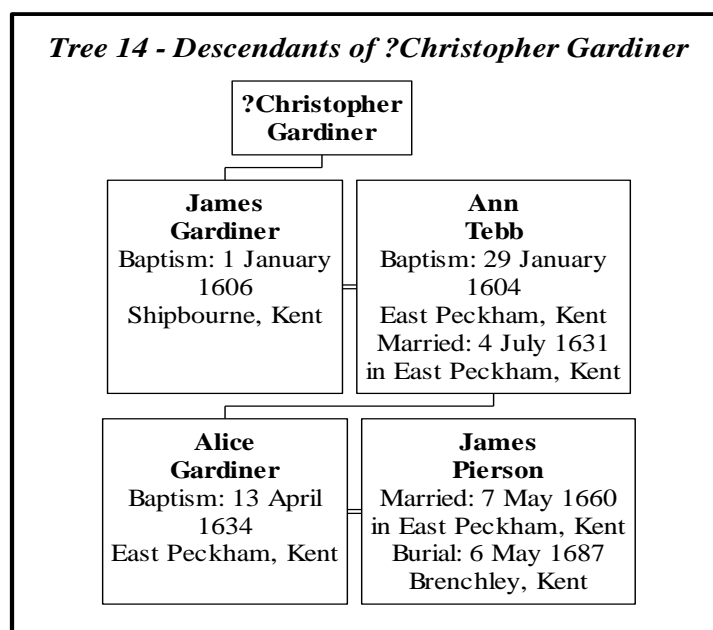 Tree 14 - Descendants of ?Christopher Gardiner
?Christopher
Gardiner
James
Gardiner
Baptism: 1 January
1606
Shipbourne, Kent
Ann
Tebb
Baptism: 29 January
1604
East Peckham, Kent
Married: 4 July 1631
in East Peckham, Kent
Alice
Gardiner
Baptism: 13 April
1634
East Peckham, Kent
James
Pierson
Married: 7 May 1660
in East Peckham, Kent
Burial: 6 May 1687
Brenchley, Kent